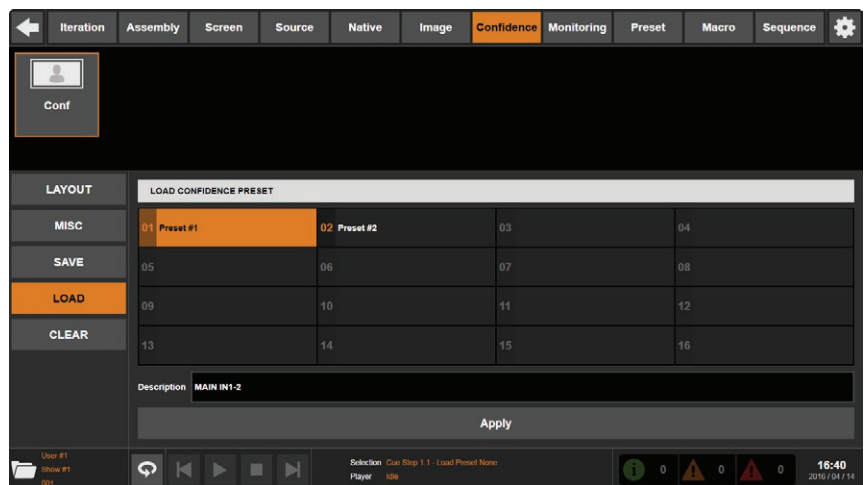 Iteration Assembly Screen Source Native Image Confidence Monitoring Preset Macro Sequence
Conf
LAYOUT
MISC
SAVE
LOAD
CLEAR
LOAD CONFIDENCE PRESET
01 Preset #1 02 Preset #2 03 04
05 06 07 08
09 10 11 12
13 14 15 16
Description MAIN IN1-2
Apply
User #1
Show #1
001
Selection Cue Step 1.1 - Load Preset None
Player Idle
0 0 0
16:40
2016 / 04 / 14